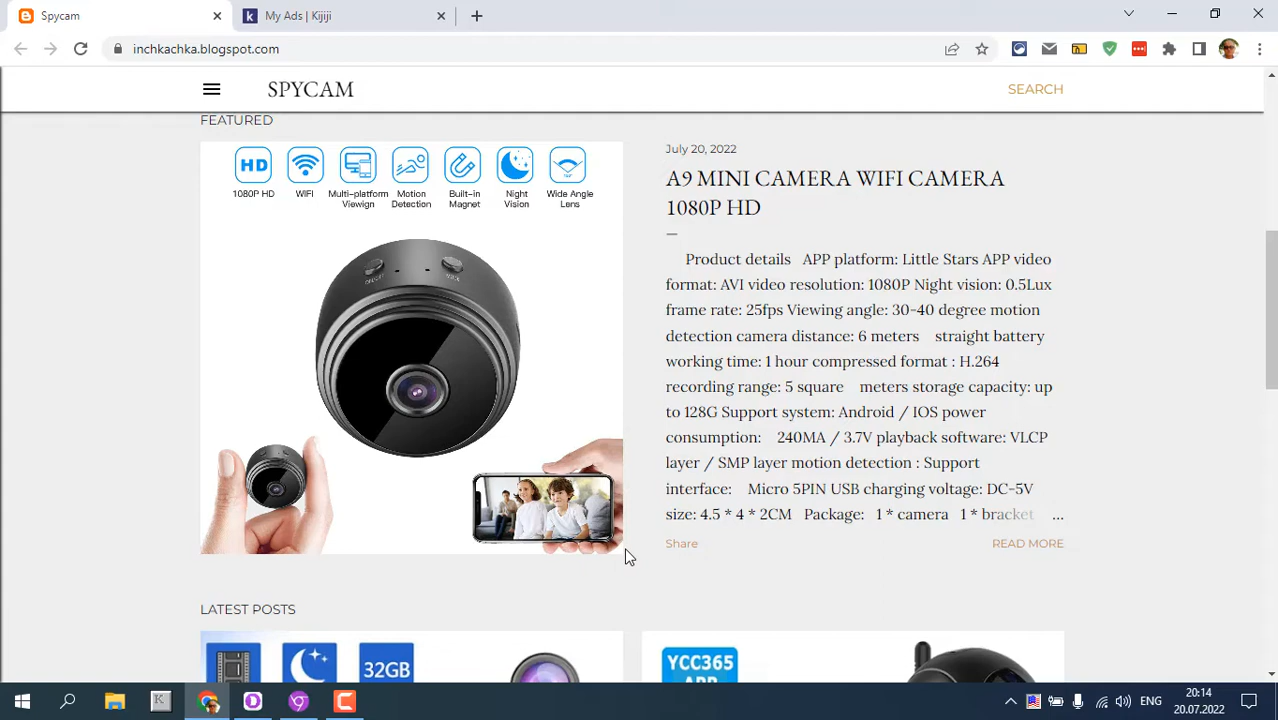 Spycam
My Ads | Kijiji
inchkachka.blogspot.com
SPYCAM
SEARCH
FEATURED
HD
1080P HD
WIFI
Multi-platform
Viewign
Motion
Detection
Built-in
Magnet
Night
Vision
Wide Angle
Lens
ON/OFF
MODE
July 20, 2022
A9 MINI CAMERA WIFI CAMERA
1080P HD
Product details APP platform: Little Stars APP video
format: AVI video resolution: 1080P Night vision: 0.5Lux
frame rate: 25fps Viewing angle: 30-40 degree motion
detection camera distance: 6 meters straight battery
working time: 1 hour compressed format : H.264
recording range: 5 square meters storage capacity: up
to 128G Support system: Android / IOS power
consumption: 240MA / 3.7V playback software: VLCP
layer / SMP layer motion detection : Support
interface: Micro 5PIN USB charging voltage: DC-5V
size: 4.5 * 4 * 2CM Package: 1 * camera 1 * bracket ...
Share
READ MORE
LATEST POSTS
32GB
YCC365
APP
ENG
20:14
20.07.2022